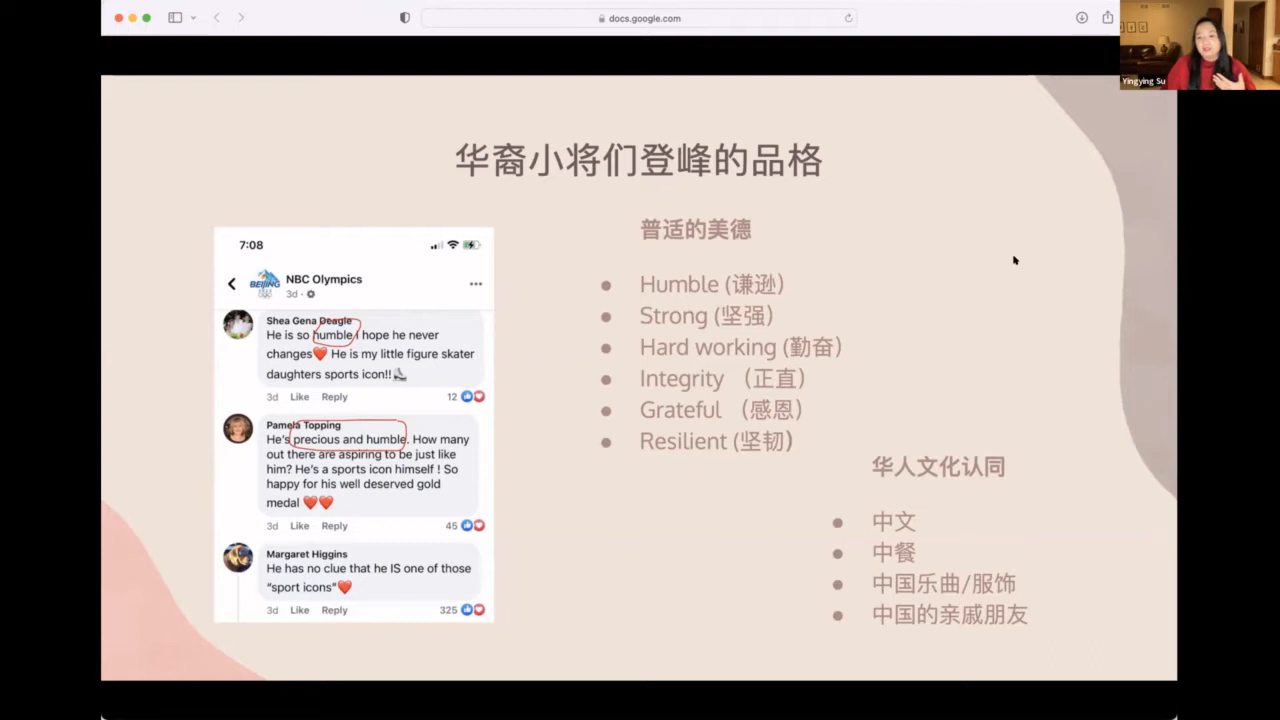 docs.google.com
Yingying Su
华裔小将们登峰的品格
7:08
NBC Olympics
3d
BEIJING
Shea Gena Deagle
He is so humble I hope he never
changes❤️ He is my little figure skater
daughters sports icon!!⛸️
3d Like Reply 12
Pamela Topping
He's precious and humble. How many
out there are aspiring to be just like
him? He's a sports icon himself ! So
happy for his well deserved gold
medal ❤️❤️
3d Like Reply 45
Margaret Higgins
He has no clue that he IS one of those
“sport icons”❤️
3d Like Reply 325
普适的美德
Humble (谦逊)
Strong (坚强)
Hard working (勤奋)
Integrity （正直）
Grateful （感恩）
Resilient (坚韧)
华人文化认同
中文
中餐
中国乐曲/服饰
中国的亲戚朋友